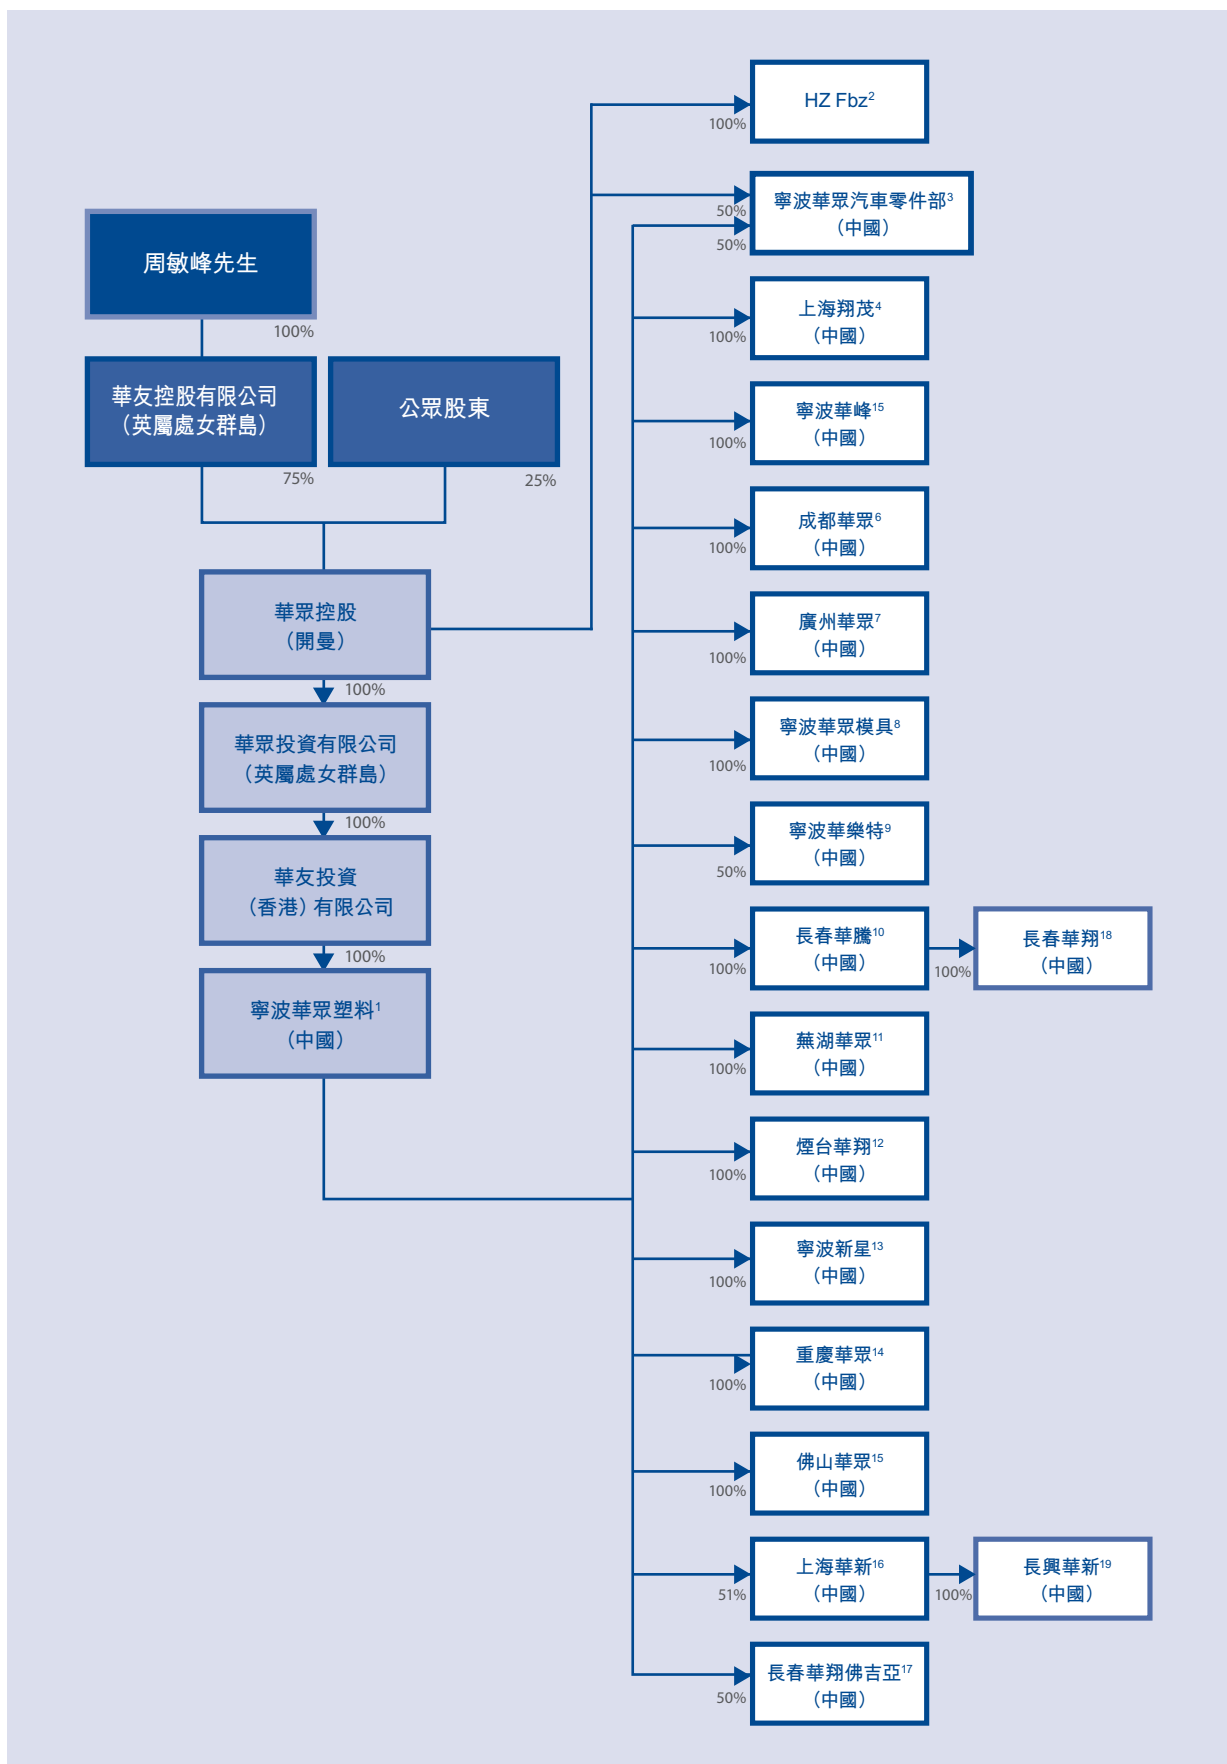 周敏峰先生
100%
華友控股有限公司
（英屬處女群島）
75%
公眾股東
25%
華眾控股
（開曼）
100%
華眾投資有限公司
（英屬處女群島）
100%
華友投資
（香港）有限公司
100%
寧波華眾塑料1
（中國）
HZ Fbz2
100%
寧波華眾汽車零件部3
（中國）
50%
50%
上海翔茂4
（中國）
100%
寧波華峰15
（中國）
100%
成都華眾6
（中國）
100%
廣州華眾7
（中國）
100%
寧波華眾模具8
（中國）
100%
寧波華樂特9
（中國）
50%
長春華騰10
（中國）
100%
長春華翔18
（中國）
100%
蕪湖華眾11
（中國）
100%
煙台華翔12
（中國）
100%
寧波新星13
（中國）
100%
重慶華眾14
（中國）
100%
佛山華眾15
（中國）
100%
上海華新16
（中國）
51%
長興華新19
（中國）
100%
長春華翔佛吉亞17
（中國）
50%